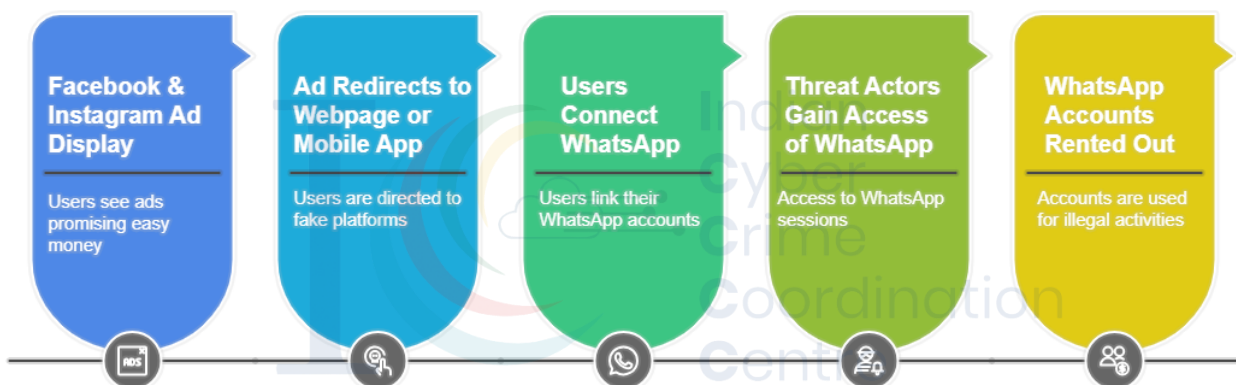 Facebook &
Instagram Ad
Display
Users see ads
promising easy
money
Ad Redirects to
Webpage or
Mobile App
Users are directed to
fake platforms
Users
Connect
WhatsApp
Users link their
WhatsApp accounts
Threat Actors
Gain Access
of WhatsApp
Access to WhatsApp
sessions
WhatsApp
Accounts
Rented Out
Accounts are used
for illegal activities
ADS
Indian
Cyber
Crime
Coordination
Centre